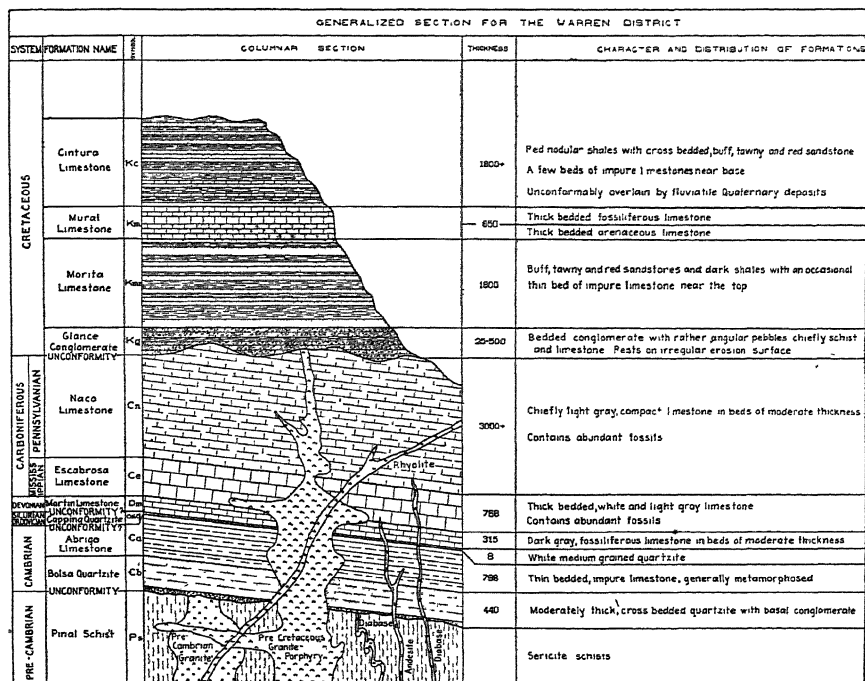 GENERALIZED SECTION FOR THE WARREN DISTRICT
SYSTEM FORMATION NAME SYMBOL COLUMNAR SECTION THICKNESS CHARACTER AND DISTRIBUTION OF FORMATIONS
CRETACEOUS
Cintura
Limestone
Kc
1800+
Red nodular shales with cross bedded, buff, tawny and red sandstone
A few beds of impure limestones near base
Unconformably overlain by fluviatile Quaternary deposits
Mural
Limestone
Km
650
Thick bedded fossiliferous limestone
Thick bedded arenaceous limestone
Morita
Limestone
1800
Buff, tawny and red sandstores and dark shales with an occasional
thin bed of impure limestone near the top
Glance
Conglomerate
Kg
25-500
Bedded conglomerate with rather angular pebbles chiefly schist
and limestone Rests on irregular erosion surface
UNCONFORMITY
CARBONIFEROUS
PENNSYLVANIAN
Naco
Limestone
Cn
3000+
Chiefly light gray, compact limestone in beds of moderate thickness
Contains abundant fossils
MISSISS
IPPIAN
Escabrosa
Limestone
Ce
Rhyolite
DEVONIAN
Martin Limestone
Dm
788
Thick bedded, white and light gray limestone
Contains abundant fossils
UNCONFORMITY?
SILURIAN
ORDOVICIAN
Capping Quartzite
UNCONFORMITY?
CAMBRIAN
Abrigo
Limestone
Ca
315
Dark gray, fossiliferous limestone in beds of moderate thickness
8
White medium grained quartzite
Bolsa Quartzite
Cb
798
Thin bedded, impure limestone, generally metamorphosed
UNCONFORMITY
440
Moderately thick, cross bedded quartzite with basal conglomerate
PRE-CAMBRIAN
Pinal Schist
Ps
Pre-
Cambrian
Granite
Pre Cretaceous
Granite-
Porphyry
Diabase
Andesite
Diabase
Sericite schists